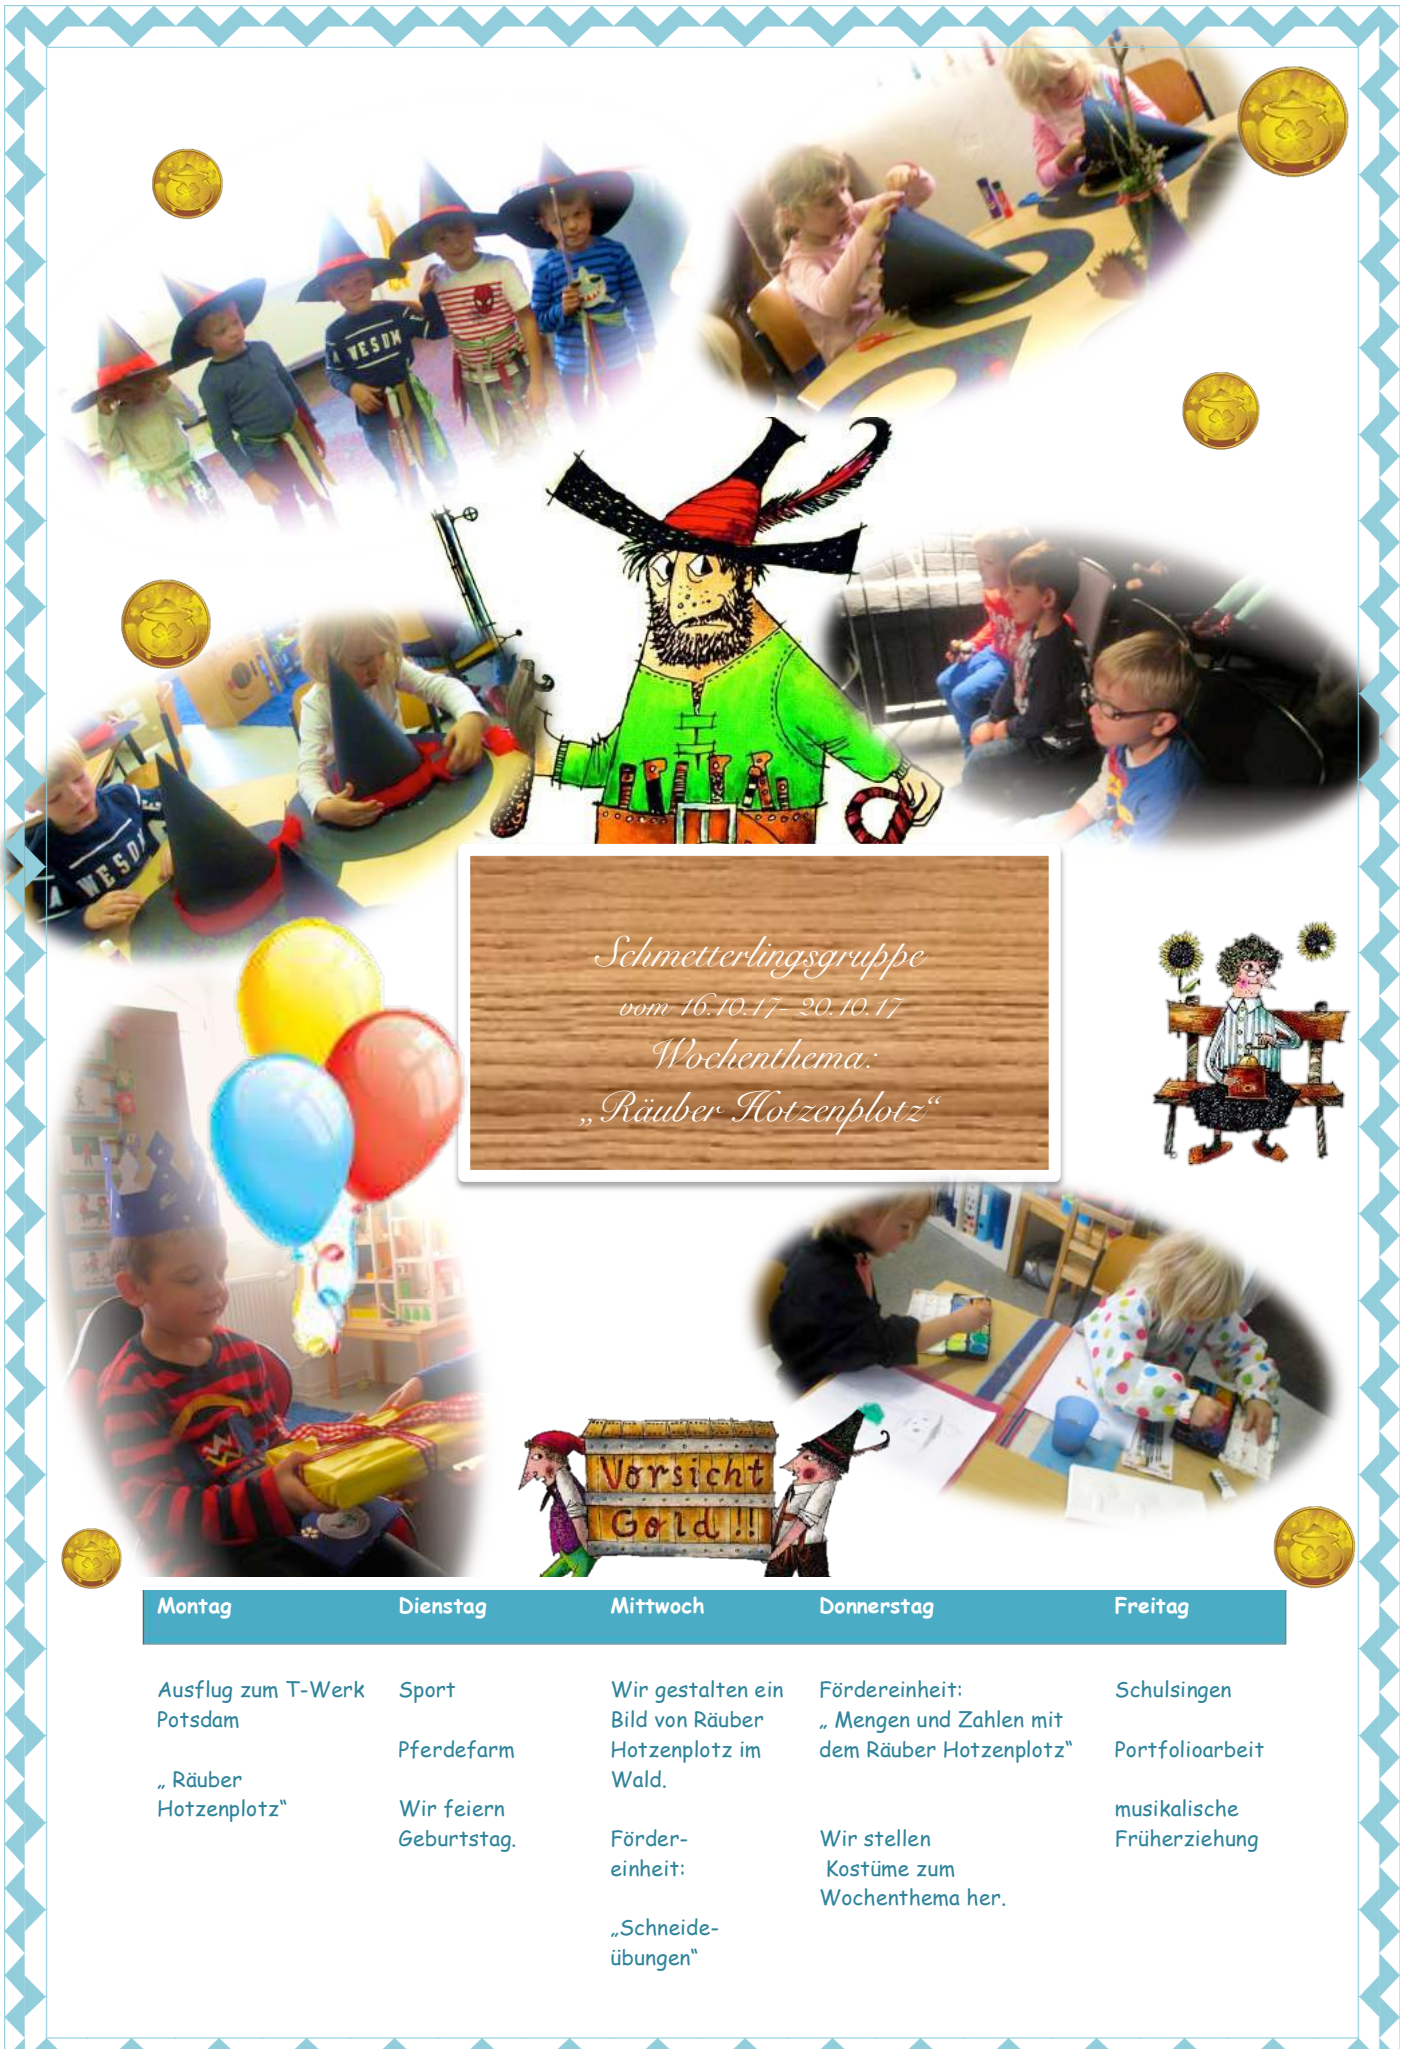 WESOM
A WESOM
Schmetterlingsgruppe
vom 16.10.17- 20.10.17
Wochenthema:
„Räuber Hotzenplotz“
Vorsicht
Gold!!
Montag
Dienstag
Mittwoch
Donnerstag
Freitag
Ausflug zum T-Werk
Potsdam
„ Räuber
Hotzenplotz“
Sport
Pferdefarm
Wir feiern
Geburtstag.
Wir gestalten ein
Bild von Räuber
Hotzenplotz im
Wald.
Förder-
einheit:
„Schneide-
übungen“
Fördereinheit:
„ Mengen und Zahlen mit
dem Räuber Hotzenplotz“
Wir stellen
Kostüme zum
Wochenthema her.
Schulsingen
Portfolioarbeit
musikalische
Früherziehung